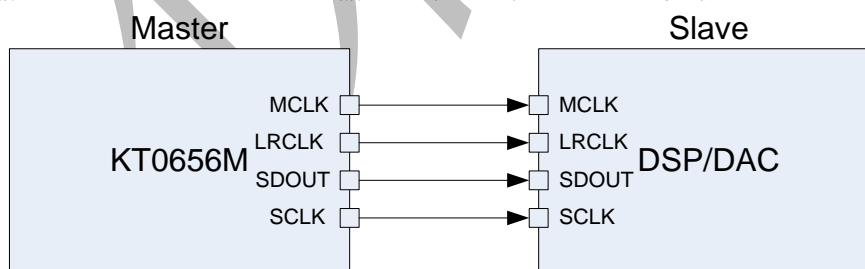 Master Slave
MCLK MCLK
LRCLK LRCLK
KT0656M DSP/DAC
SDOUT SDOUT
SCLK SCLK